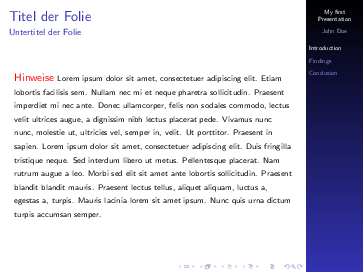 Titel der Folie
Untertitel der Folie
Hinweise Lorem ipsum dolor sit amet, consectetuer adipiscing elit. Etiam
lobortis facilisis sem. Nullam nec mi et neque pharetra sollicitudin. Praesent
imperdiet mi nec ante. Donec ullamcorper, felis non sodales commodo, lectus
velit ultrices augue, a dignissim nibh lectus placerat pede. Vivamus nunc
nunc, molestie ut, ultricies vel, semper in, velit. Ut porttitor. Praesent in
sapien. Lorem ipsum dolor sit amet, consectetuer adipiscing elit. Duis fringilla
tristique neque. Sed interdum libero ut metus. Pellentesque placerat. Nam
rutrum augue a leo. Morbi sed elit sit amet ante lobortis sollicitudin. Praesent
blandit blandit mauris. Praesent lectus tellus, aliquet aliquam, luctus a,
egestas a, turpis. Mauris lacinia lorem sit amet ipsum. Nunc quis urna dictum
turpis accumsan semper.
My first
Presentation
John Doe
Introduction
Findings
Conclusion